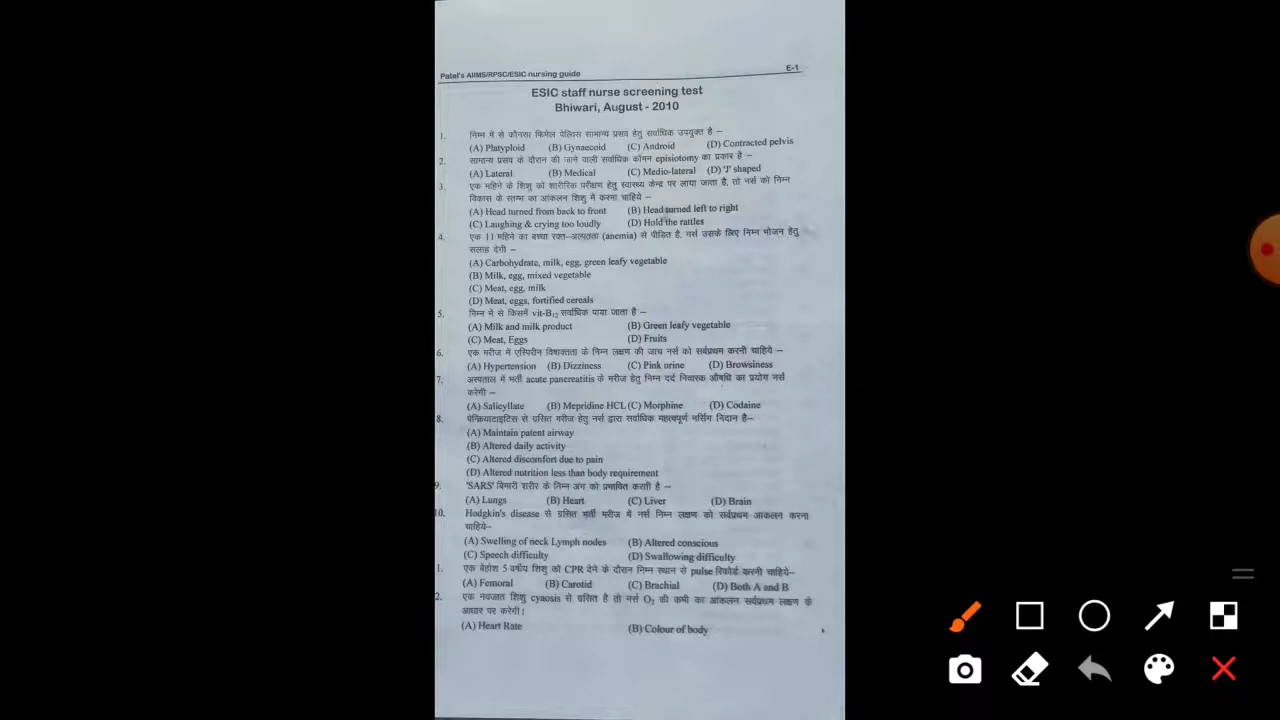 Patel's AIIMS/RPSC/ESIC nursing guide E-1
ESIC staff nurse screening test
Bhiwari, August - 2010
1. निम्न में से कौनसा फिमेल पेल्विस सामान्य प्रसव हेतु सर्वाधिक उपयुक्त है –
(A) Platyploid (B) Gynaecoid (C) Android (D) Contracted pelvis
2. सामान्य प्रसव के दौरान की जाने वाली सर्वाधिक कॉमन episiotomy का प्रकार है –
(A) Lateral (B) Medical (C) Medio-lateral (D) 'J' shaped
3. एक महिने के शिशु को शारीरिक परीक्षण हेतु स्वास्थ्य केन्द्र पर लाया जाता है, तो नर्स को निम्न
विकास के स्तम्भ का आंकलन शिशु में करना चाहिये –
(A) Head turned from back to front (B) Head turned left to right
(C) Laughing & crying too loudly (D) Hold the rattles
4. एक 11 महिने का बच्चा रक्त–अल्पतता (anemia) से पीड़ित है, नर्स उसके लिए निम्न भोजन हेतु
सलाह देगी –
(A) Carbohydrate, milk, egg, green leafy vegetable
(B) Milk, egg, mixed vegetable
(C) Meat, egg, milk
(D) Meat, eggs, fortified cereals
5. निम्न में से किसमें vit-B12 सर्वाधिक पाया जाता है –
(A) Milk and milk product (B) Green leafy vegetable
(C) Meat, Eggs (D) Fruits
6. एक मरीज में एस्पिरीन विषाक्तता के निम्न लक्षण की जांच नर्स को सर्वप्रथम करनी चाहिये –
(A) Hypertension (B) Dizziness (C) Pink urine (D) Browsiness
7. अस्पताल में भर्ती acute pancreatitis के मरीज हेतु निम्न दर्द निवारक औषधि का प्रयोग नर्स
करेगी –
(A) Salicyllate (B) Mepridine HCL (C) Morphine (D) Codaine
8. पेन्क्रियाटाइटिस से ग्रसित मरीज हेतु नर्स द्वारा सर्वाधिक महत्वपूर्ण नर्सिंग निदान है–
(A) Maintain patent airway
(B) Altered daily activity
(C) Altered discomfort due to pain
(D) Altered nutrition less than body requirement
9. 'SARS' बिमारी शरीर के निम्न अंग को प्रभावित करती है –
(A) Lungs (B) Heart (C) Liver (D) Brain
10. Hodgkin's disease से ग्रसित भर्ती मरीज में नर्स निम्न लक्षण को सर्वप्रथम आकलन करना
चाहिये–
(A) Swelling of neck Lymph nodes (B) Altered conscious
(C) Speech difficulty (D) Swallowing difficulty
1. एक बेहोश 5 वर्षीय शिशु को CPR देने के दौरान निम्न स्थान से pulse रिकॉर्ड करनी चाहिये–
(A) Femoral (B) Carotid (C) Brachial (D) Both A and B
2. एक नवजात शिशु cyaosis से ग्रसित है तो नर्स O2 की कमी का आंकलन सर्वप्रथम लक्षण के
आधार पर करेगी।
(A) Heart Rate (B) Colour of body